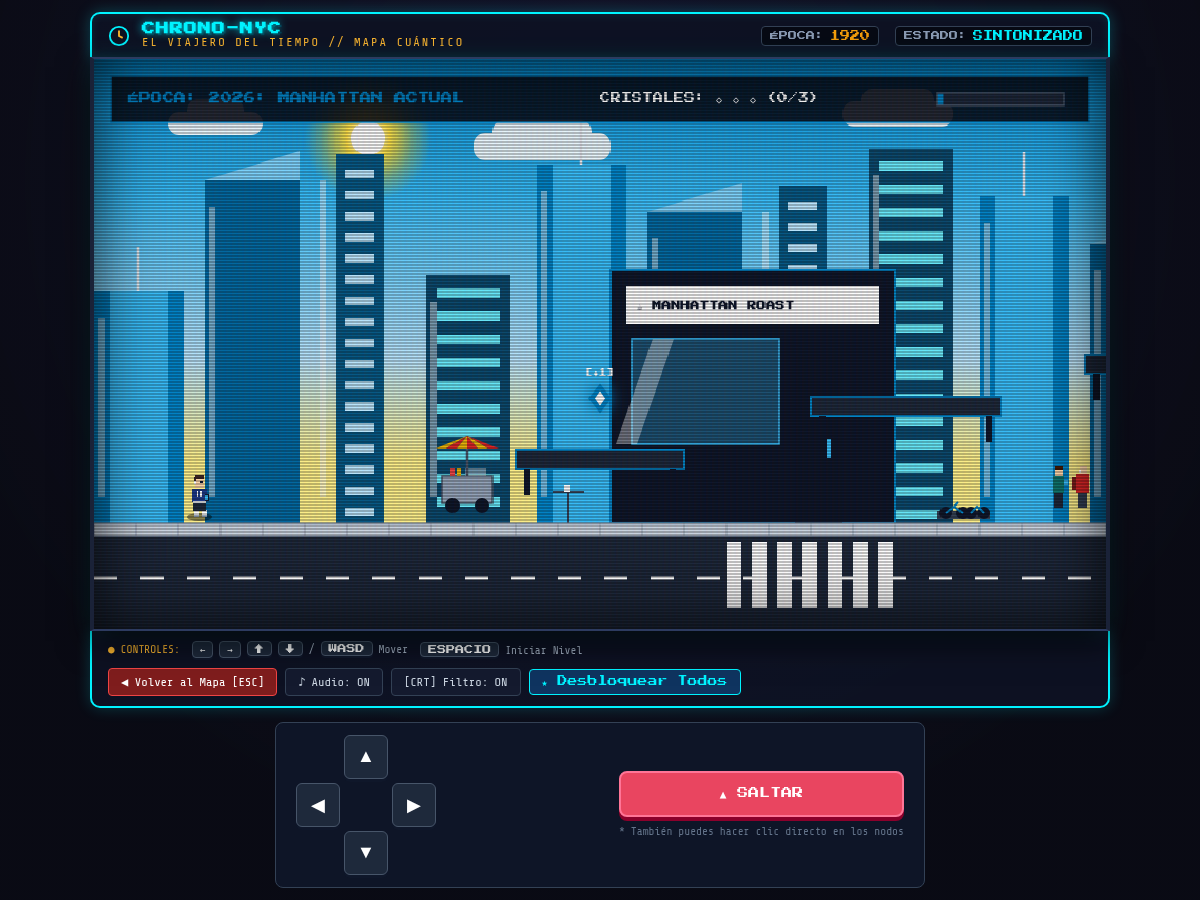 CHRONO-NYC
EL VIAJERO DEL TIEMPO // MAPA CUÁNTICO
éPOCA: 1920
ESTADO: SINTONIZADO
éPOCA: 2026: MANHATTAN ACTUAL
CRISTALES: ◇ ◇ ◇ (0/3)
MANHATTAN ROAST
● CONTROLES: ← → ⬆ ⬇ / WASD Mover ESPACIO Iniciar Nivel
◀ Volver al Mapa [ESC]
♪ Audio: ON
[CRT] Filtro: ON
★ Desbloquear Todos
▲
◀ ▶
▼
▲ SALTAR
* También puedes hacer clic directo en los nodos